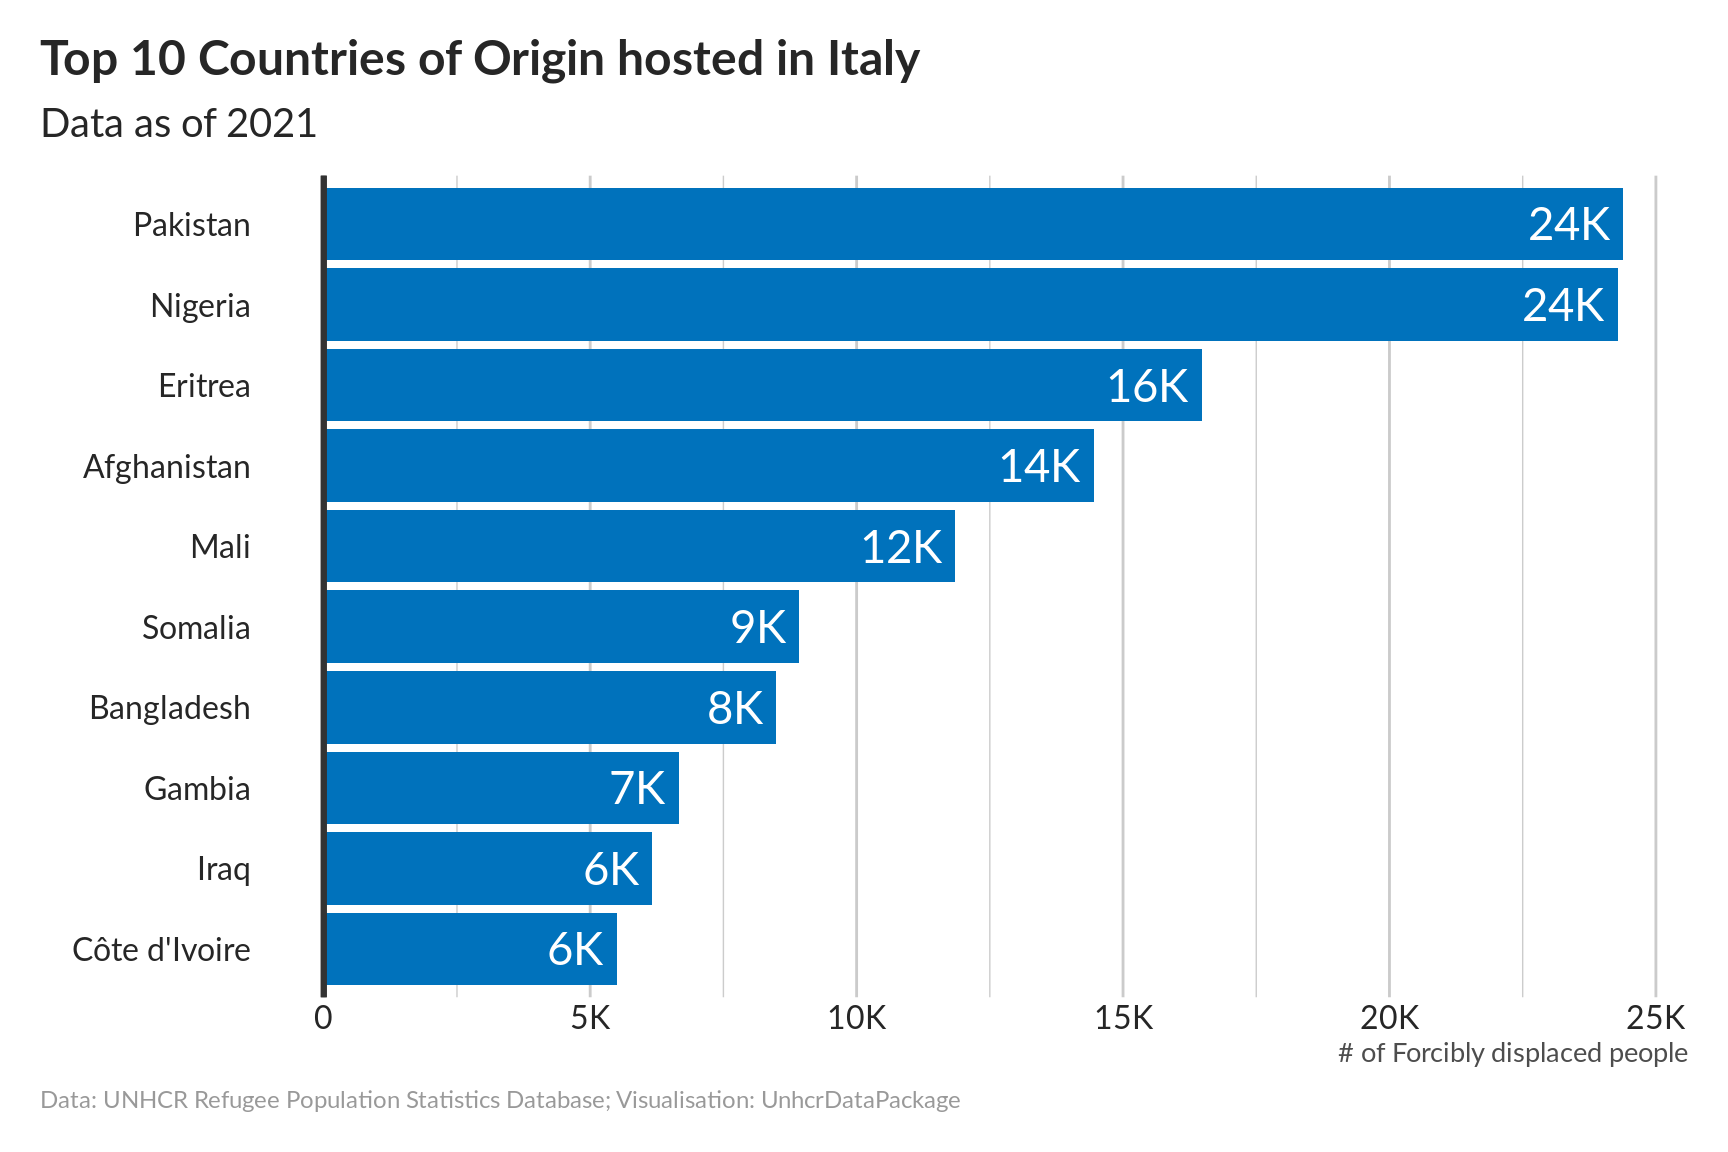 Top 10 Countries of Origin hosted in Italy
Data as of 2021
Pakistan 24K
Nigeria 24K
Eritrea 16K
Afghanistan 14K
Mali 12K
Somalia 9K
Bangladesh 8K
Gambia 7K
Iraq 6K
Côte d'Ivoire 6K
0 5K 10K 15K 20K 25K
# of Forcibly displaced people
Data: UNHCR Refugee Population Statistics Database; Visualisation: UnhcrDataPackage